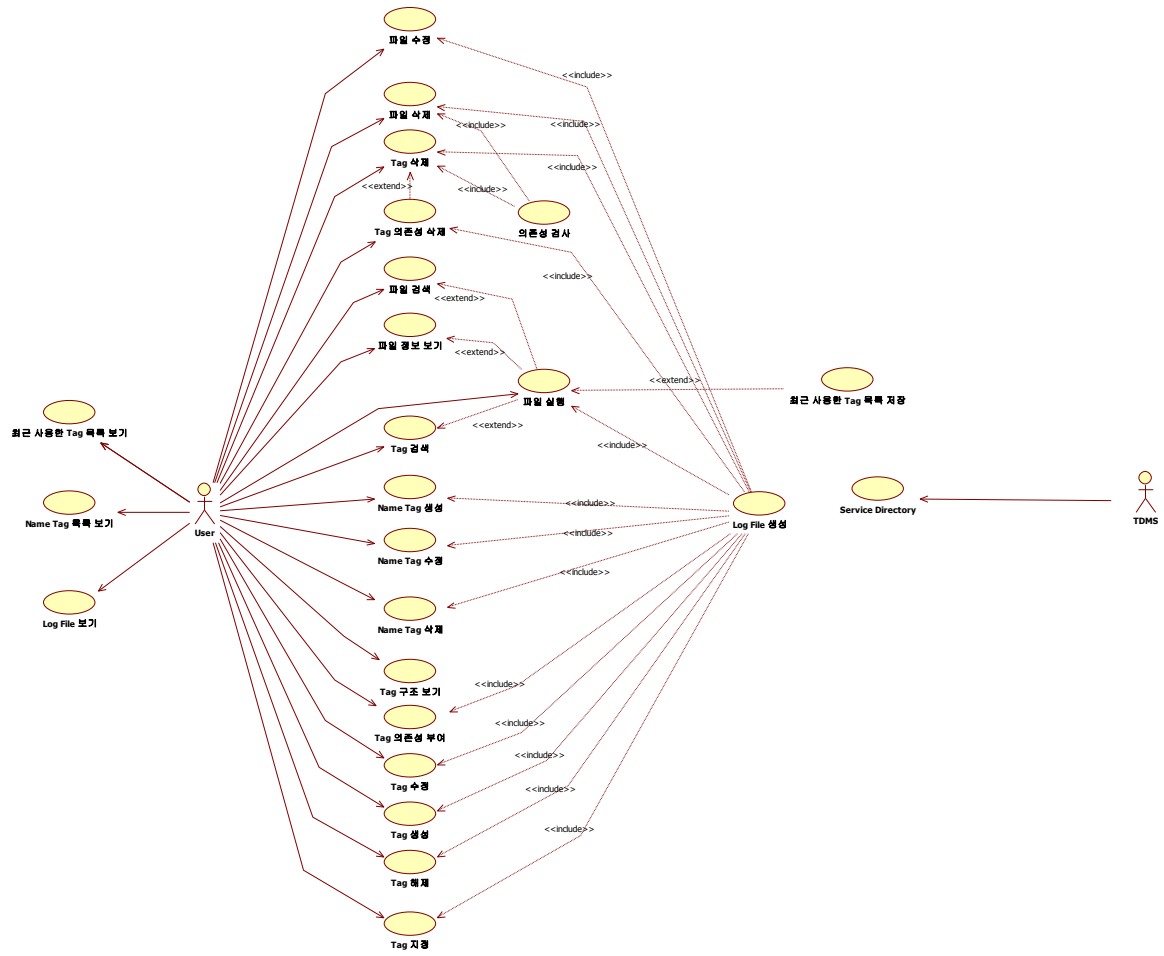 파일 수정
<<include>>
파일 삭제
<<include>>
<<include>>
Tag 삭제
<<include>>
<<extend>>
<<include>>
Tag 의존성 삭제
의존성 검사
파일 검색
<<include>>
<<extend>>
파일 정보 보기
<<extend>>
파일 실행
<<extend>>
최근 사용한 Tag 목록 저장
최근 사용한 Tag 목록 보기
<<extend>>
Tag 검색
<<include>>
Name Tag 목록 보기
User
Name Tag 생성
<<include>>
Log File 생성
Service Directory
TDMS
<<include>>
Name Tag 수정
<<include>>
Log File 보기
Name Tag 삭제
Tag 구조 보기
<<include>>
Tag 의존성 부여
<<include>>
Tag 수정
<<include>>
<<include>>
Tag 생성
<<include>>
Tag 해제
Tag 지정